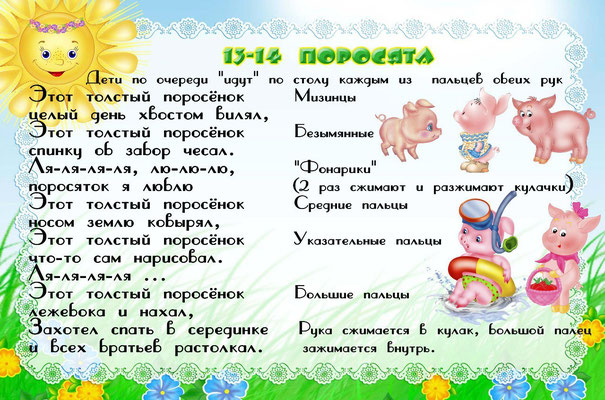 13-14 ПОРОСЯТА
Дети по очереди "идут" по столу каждым из пальцев обеих рук
Этот толстый поросёнок Мизинцы
целый день хвостом вилял,
Этот толстый поросёнок Безымянные
спинку об забор чесал.
Ля-ля-ля-ля, лю-лю-лю, "Фонарики"
поросяток я люблю (2 раз сжимают и разжимают кулачки)
Этот толстый поросёнок Средние пальцы
носом землю ковырял,
Этот толстый поросёнок Указательные пальцы
что-то сам нарисовал.
Ля-ля-ля-ля ...
Этот толстый поросёнок Большие пальцы
лежебока и нахал,
Захотел спать в серединке Рука сжимается в кулак, большой палец
и всех братьев растолкал. зажимается внутрь.